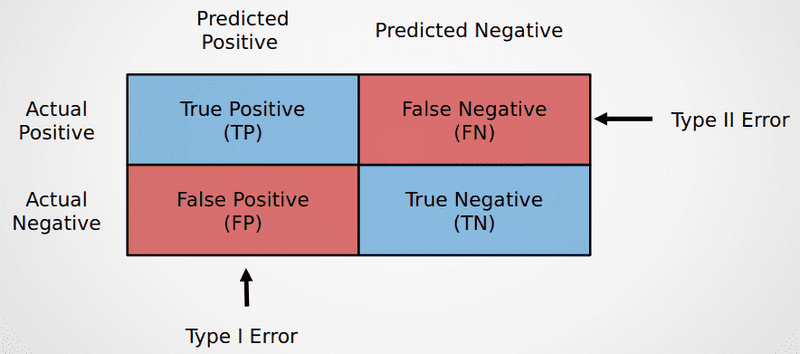 Predicted
Positive
Predicted Negative
Actual
Positive
True Positive
(TP)
False Negative
(FN)
Type II Error
Actual
Negative
False Positive
(FP)
True Negative
(TN)
Type I Error